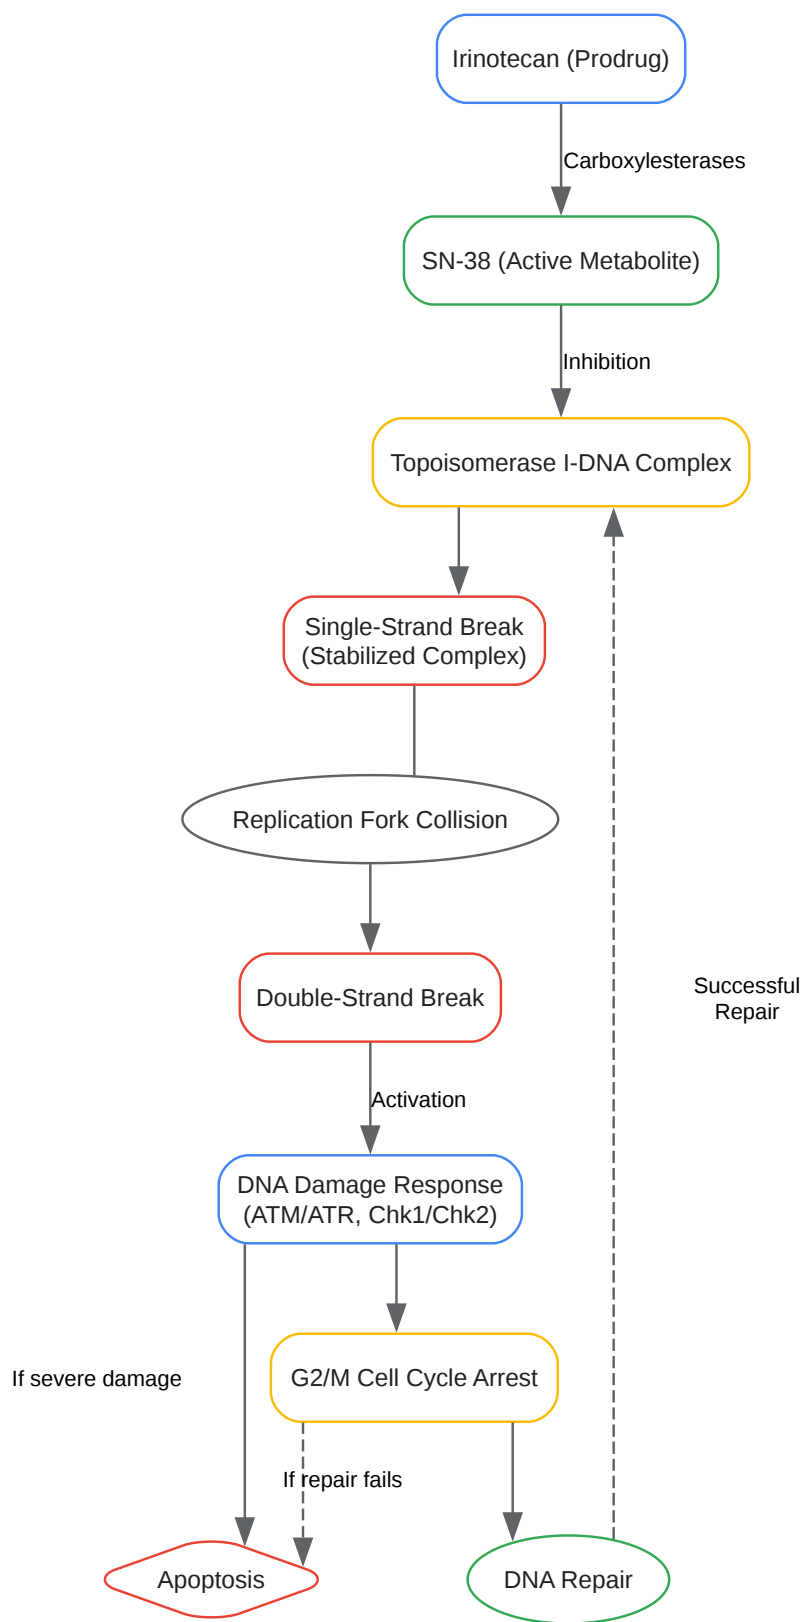 Irinotecan (Prodrug)
Carboxylesterases
SN-38 (Active Metabolite)
Inhibition
Topoisomerase I-DNA Complex
Single-Strand Break
(Stabilized Complex)
Replication Fork Collision
Double-Strand Break
Successful
Repair
Activation
DNA Damage Response
(ATM/ATR, Chk1/Chk2)
If severe damage
G2/M Cell Cycle Arrest
If repair fails
Apoptosis
DNA Repair